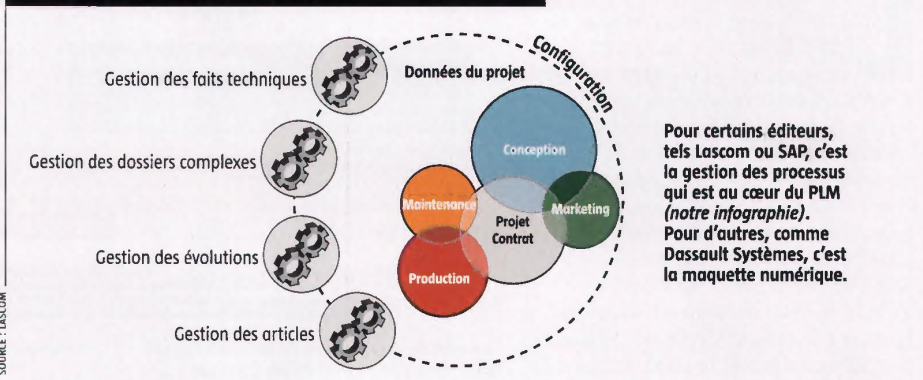 Gestion des faits techniques
Données du projet
Configuration
Gestion des dossiers complexes
Conception
Maintenance
Projet
Contrat
Marketing
Gestion des évolutions
Production
Gestion des articles
Pour certains éditeurs,
tels Lascom ou SAP, c'est
la gestion des processus
qui est au cœur du PLM
(notre infographie).
Pour d'autres, comme
Dassault Systèmes, c'est
la maquette numérique.
SOURCE : LASCOM